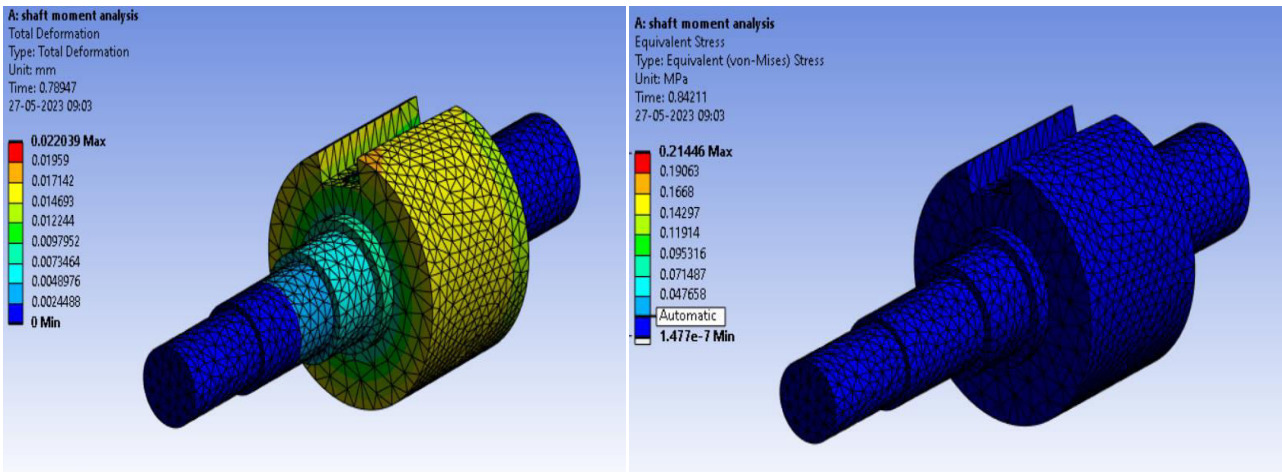 A: shaft moment analysis
Total Deformation
Type: Total Deformation
Unit: mm
Time: 0.78947
27-05-2023 09:03
0.022039 Max
0.01959
0.017142
0.014693
0.012244
0.0097952
0.0073464
0.0048976
0.0024488
0 Min
A: shaft moment analysis
Equivalent Stress
Type: Equivalent (von-Mises) Stress
Unit: MPa
Time: 0.84211
27-05-2023 09:03
0.21446 Max
0.19063
0.1668
0.14297
0.11914
0.095316
0.071487
0.047658
Automatic
1.477e-7 Min